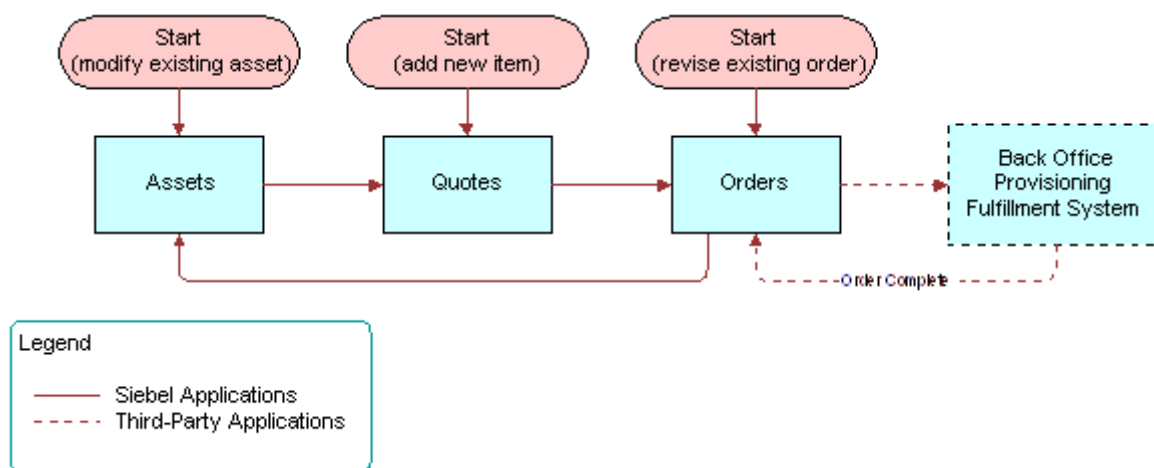 Start
(modify existing asset)
Start
(add new item)
Start
(revise existing order)
Assets
Quotes
Orders
Back Office
Provisioning
Fulfillment System
Order Complete
Legend
Siebel Applications
Third-Party Applications